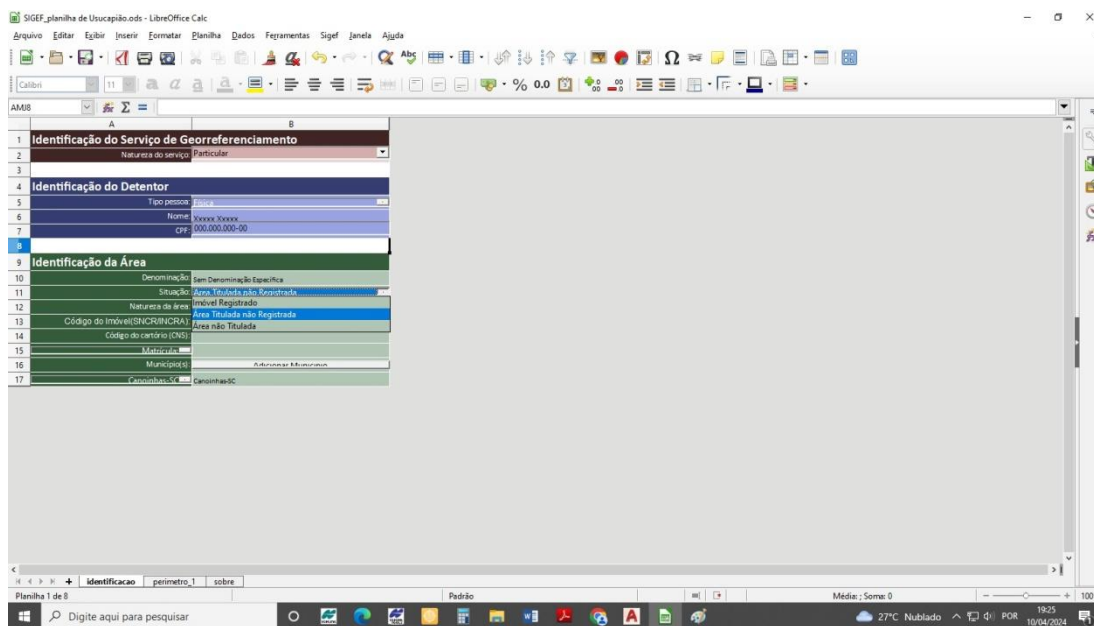 SIGEF_planilha de Usucapião.ods - LibreOffice Calc
Arquivo Editar Exibir Inserir Formatar Planilha Dados Ferramentas Sigef Janela Ajuda
Calibri 11 % 0.0
AMJ8
A B
1 Identificação do Serviço de Georreferenciamento
2 Natureza do serviço: Particular
3
4 Identificação do Detentor
5 Tipo pessoa: Física
6 Nome: Xxxxx Xxxxx
7 CPF: 000.000.000-00
8
9 Identificação da Área
10 Denominação: Sem Denominação Específica
11 Situação: Área Titulada não Registrada
12 Natureza da área: Imóvel Registrado
Área Titulada não Registrada
13 Código do Imóvel(SNCR/INCRA): Área não Titulada
14 Código do cartório (CNS):
15 Matrícula:
16 Município(s): Adicionar Município
17 Canoinhas-SC Canoinhas-SC
identificacao perimetro_1 sobre
Planilha 1 de 8 Padrão Média: ; Soma: 0 100
Digite aqui para pesquisar 27°C Nublado POR 19:25
10/04/2024